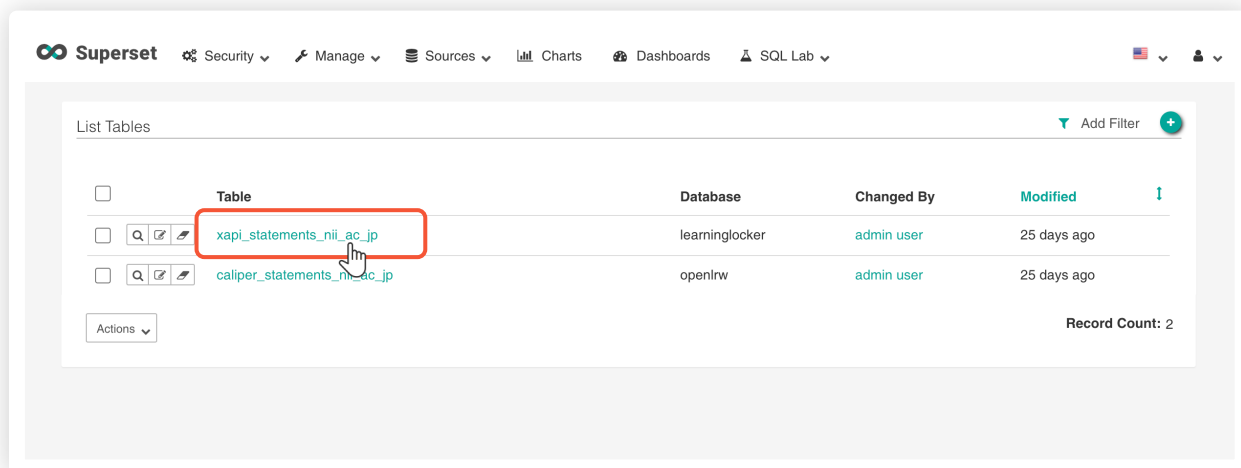 Superset Security Manage Sources Charts Dashboards SQL Lab
List Tables Add Filter
Table Database Changed By Modified
xapi_statements_nii_ac_jp learninglocker admin user 25 days ago
caliper_statements_nii_ac_jp openlrw admin user 25 days ago
Actions Record Count: 2